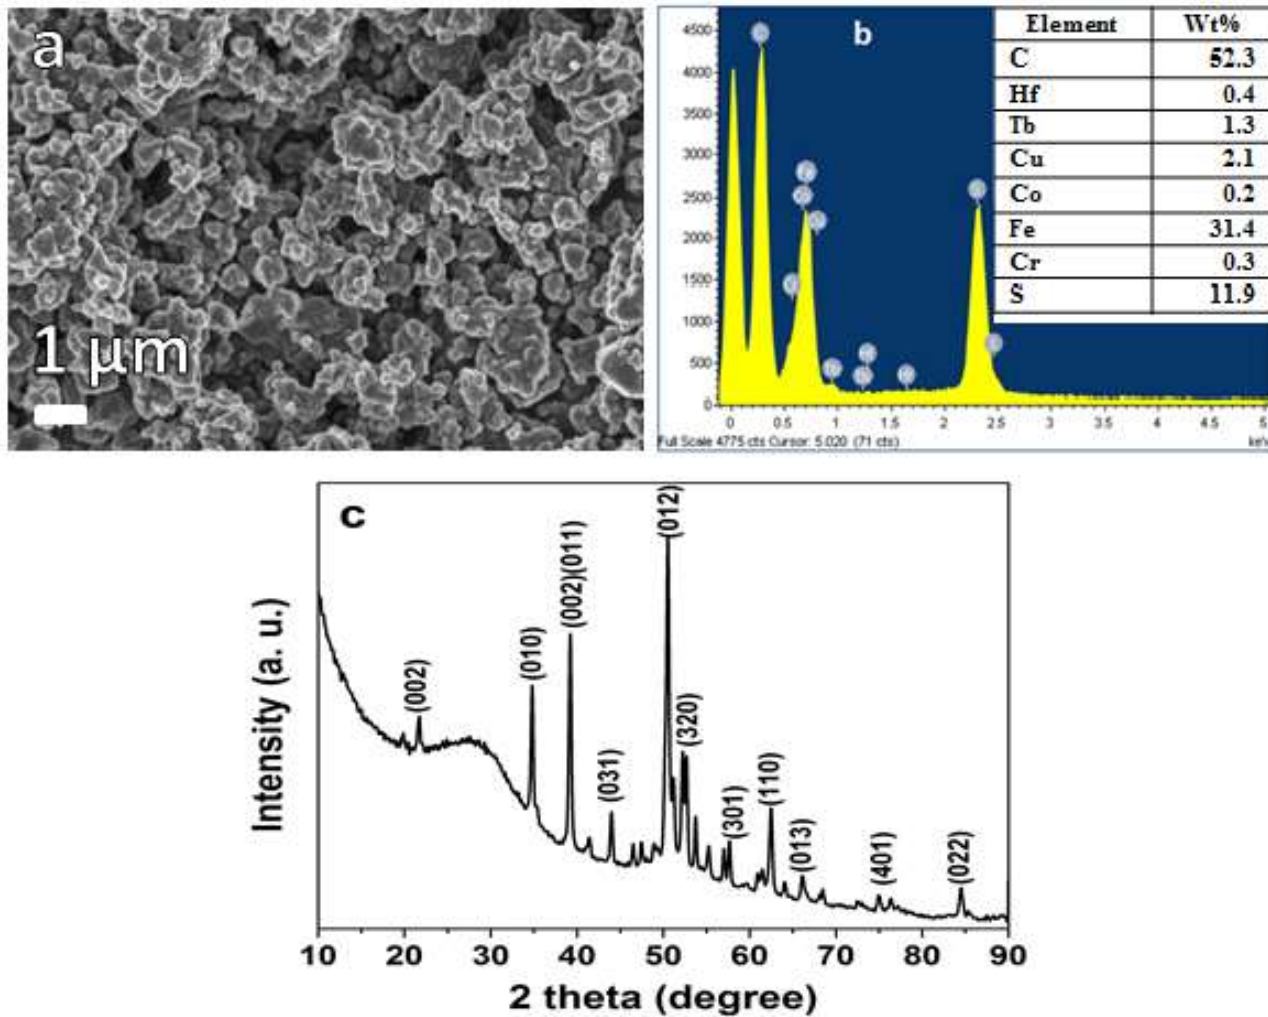 a
1 μm
b
4500
4000
3500
3000
2500
2000
1500
1000
500
0
0 0.5 1 1.5 2 2.5 3 3.5 4 4.5 5
Full Scale 4775 cts Cursor: 5.020 (71 cts)
keV
Element Wt%
C 52.3
Hf 0.4
Tb 1.3
Cu 2.1
Co 0.2
Fe 31.4
Cr 0.3
S 11.9
c
Intensity (a. u.)
(002)
(010)
(002)(011)
(031)
(012)
(320)
(301)
(110)
(013)
(401)
(022)
10 20 30 40 50 60 70 80 90
2 theta (degree)